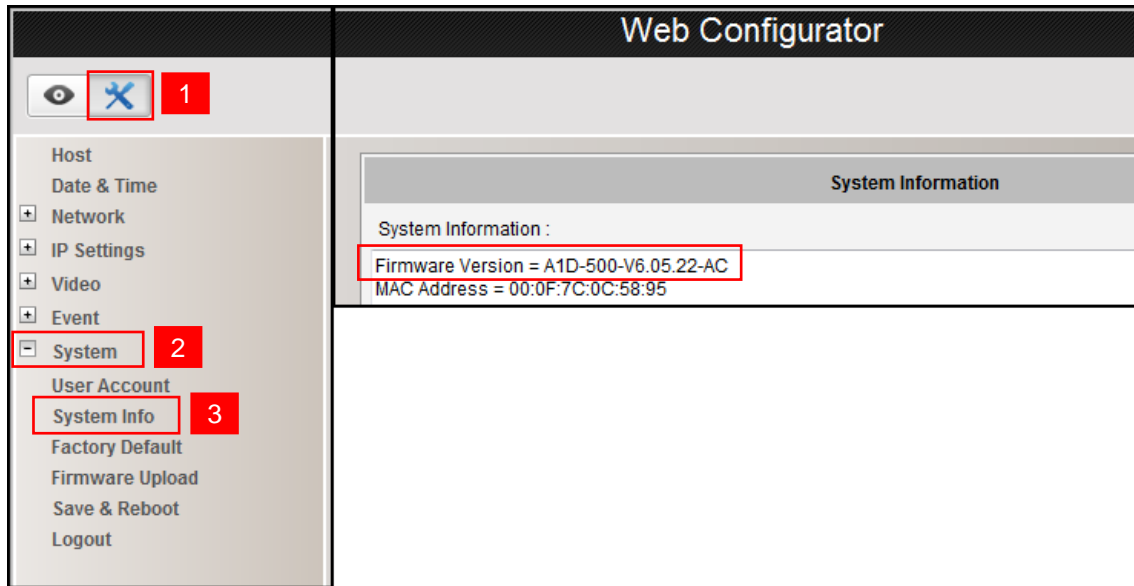 Web Configurator
1
Host
Date & Time
Network
IP Settings
Video
Event
System
2
User Account
System Info
3
Factory Default
Firmware Upload
Save & Reboot
Logout
System Information
System Information :
Firmware Version = A1D-500-V6.05.22-AC
MAC Address = 00:0F:7C:0C:58:95